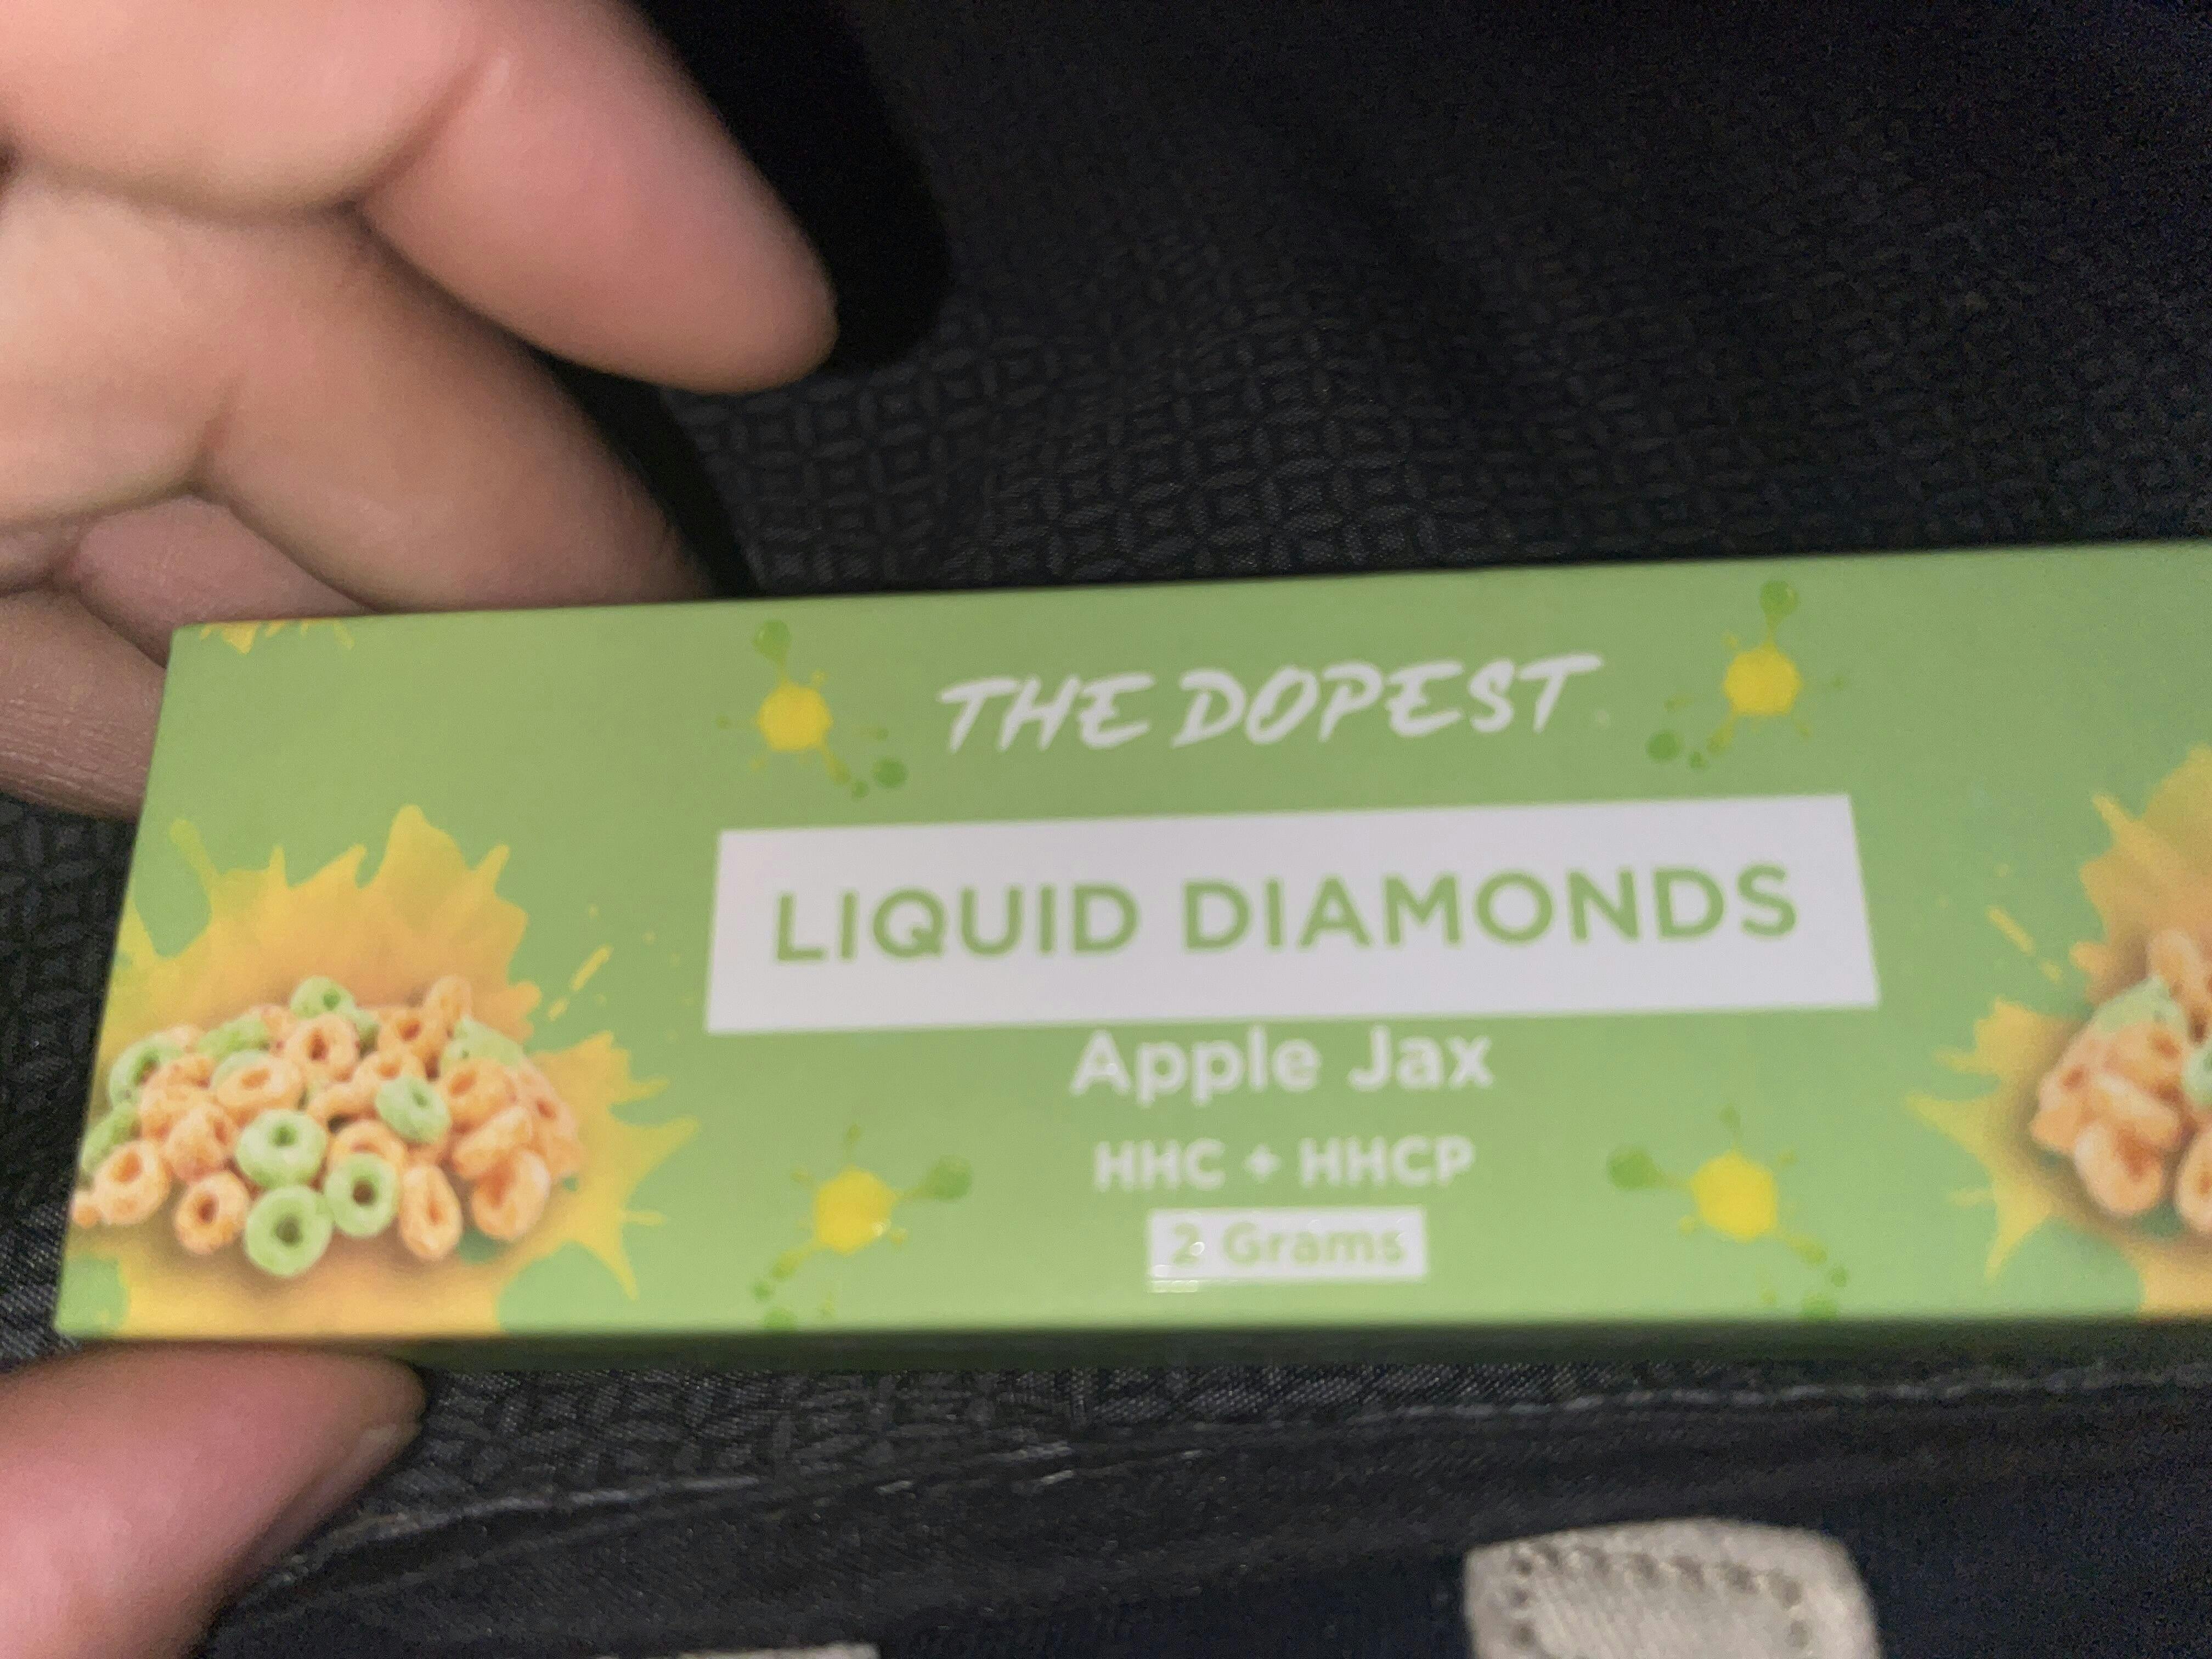 THE DOPEST
LIQUID DIAMONDS
Apple Jax
HHC + HHCP
2 Grams